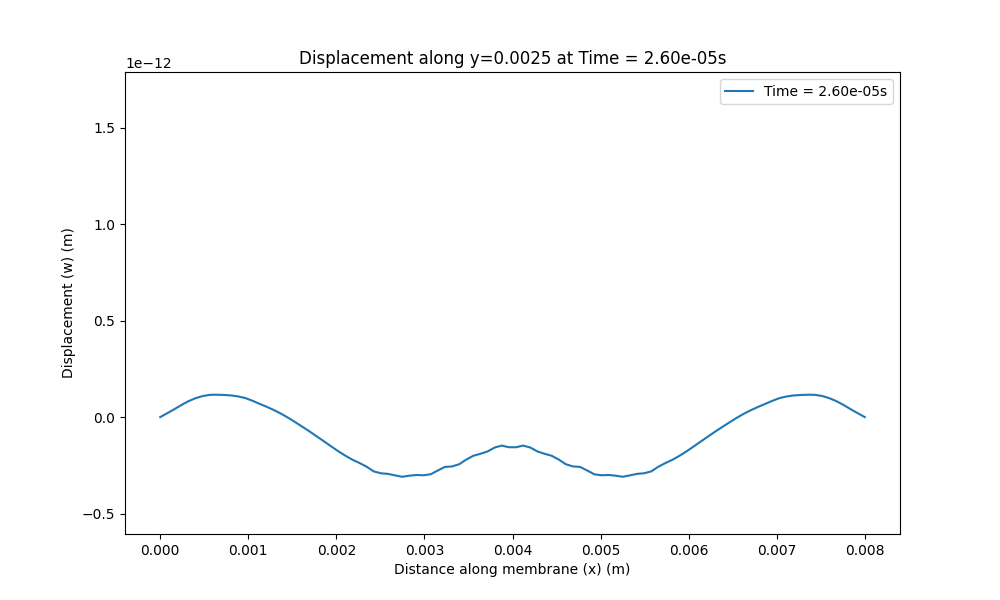 Displacement along y=0.0025 at Time = 2.60e-05s
1e−12
Time = 2.60e-05s
1.5
1.0
0.5
0.0
−0.5
Displacement (w) (m)
0.000 0.001 0.002 0.003 0.004 0.005 0.006 0.007 0.008
Distance along membrane (x) (m)